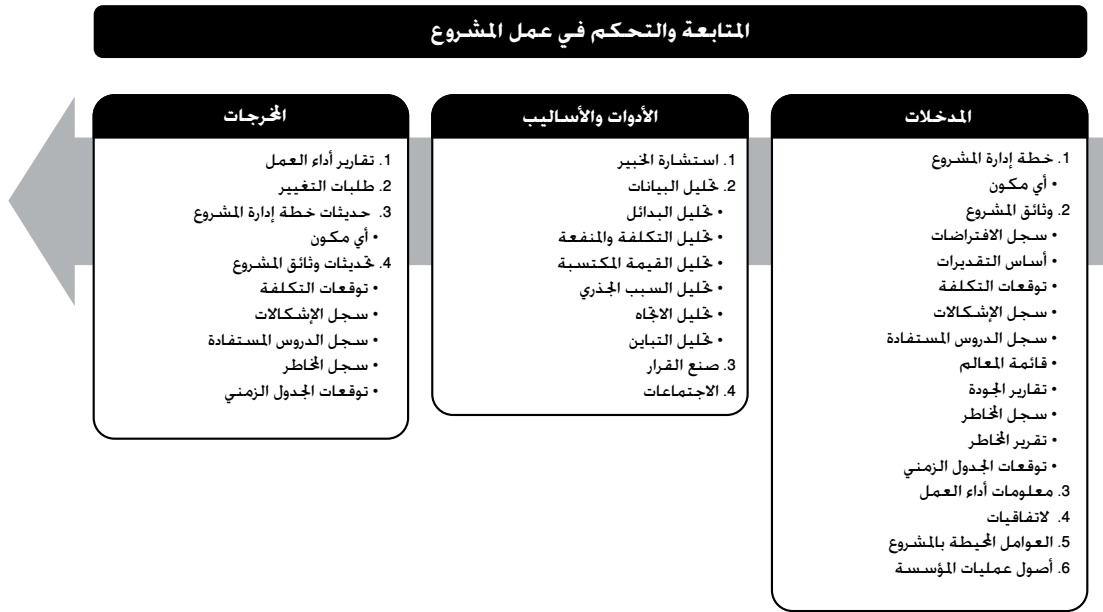 المتابعة والتحكم في عمل المشروع
المدخلات
1. خطة إدارة المشروع
• أي مكون
2. وثائق المشروع
• سجل الافتراضات
• أساس التقديرات
• توقعات التكلفة
• سجل الإشكالات
• سجل الدروس المستفادة
• قائمة المعالم
• تقارير الجودة
• سجل المخاطر
• تقرير المخاطر
• توقعات الجدول الزمني
3. معلومات أداء العمل
4. لاتفاقيات
5. العوامل المحيطة بالمشروع
6. أصول عمليات المؤسسة
الأدوات والأساليب
1. استشارة الخبير
2. تحليل البيانات
• تحليل البدائل
• تحليل التكلفة والمنفعة
• تحليل القيمة المكتسبة
• تحليل السبب الجذري
• تحليل الاتجاه
• تحليل التباين
3. صنع القرار
4. الاجتماعات
المخرجات
1. تقارير أداء العمل
2. طلبات التغيير
3. حديثات خطة إدارة المشروع
• أي مكون
4. تحديثات وثائق المشروع
• توقعات التكلفة
• سجل الإشكالات
• سجل الدروس المستفادة
• سجل المخاطر
• توقعات الجدول الزمني